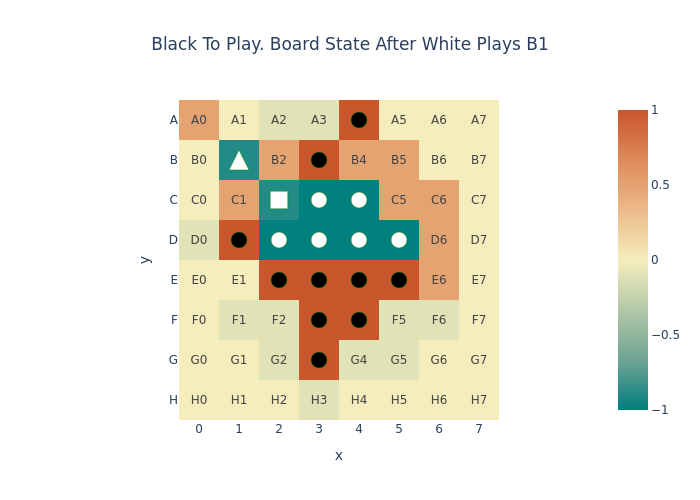 Black To Play. Board State After White Plays B1
A A0 A1 A2 A3 A5 A6 A7
B B0 B2 B4 B5 B6 B7
C C0 C1 C5 C6 C7
D D0 D6 D7
E E0 E1 E6 E7
F F0 F1 F2 F5 F6 F7
G G0 G1 G2 G4 G5 G6 G7
H H0 H1 H2 H3 H4 H5 H6 H7
0 1 2 3 4 5 6 7
x
y
1
0.5
0
−0.5
−1